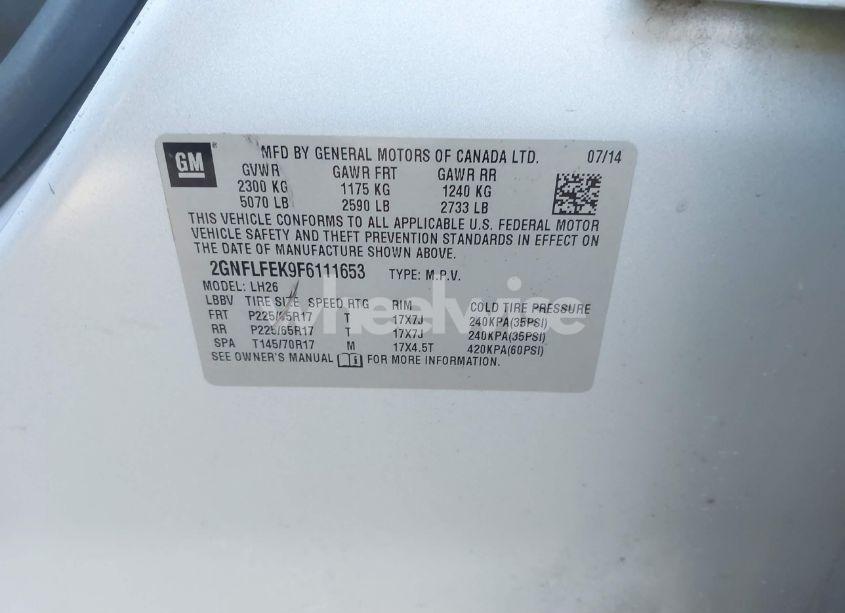 GM
MFD BY GENERAL MOTORS OF CANADA LTD. 07/14
GVWR GAWR FRT GAWR RR
2300 KG 1175 KG 1240 KG
5070 LB 2590 LB 2733 LB
THIS VEHICLE CONFORMS TO ALL APPLICABLE U.S. FEDERAL MOTOR
VEHICLE SAFETY AND THEFT PREVENTION STANDARDS IN EFFECT ON
THE DATE OF MANUFACTURE SHOWN ABOVE.
2GNFLFEK9F6111653 TYPE: M.P.V.
MODEL: LH26
LBBV TIRE SIZE SPEED RTG RIM COLD TIRE PRESSURE
FRT P225/65R17 T 17X7J 240KPA(35PSI)
RR P225/65R17 T 17X7J 240KPA(35PSI)
SPA T145/70R17 M 17X4.5T 420KPA(60PSI)
SEE OWNER'S MANUAL FOR MORE INFORMATION.
wheelwire